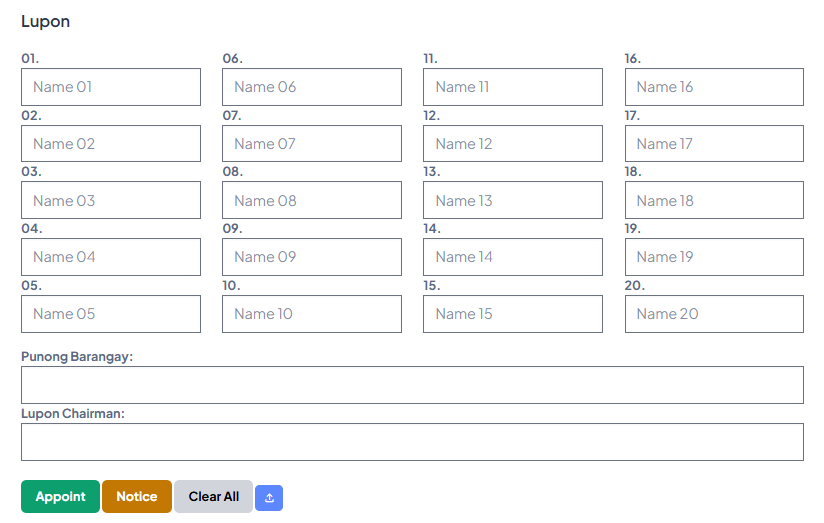 Lupon
01. 06. 11. 16.
Name 01 Name 06 Name 11 Name 16
02. 07. 12. 17.
Name 02 Name 07 Name 12 Name 17
03. 08. 13. 18.
Name 03 Name 08 Name 13 Name 18
04. 09. 14. 19.
Name 04 Name 09 Name 14 Name 19
05. 10. 15. 20.
Name 05 Name 10 Name 15 Name 20
Punong Barangay:
Lupon Chairman:
Appoint Notice Clear All